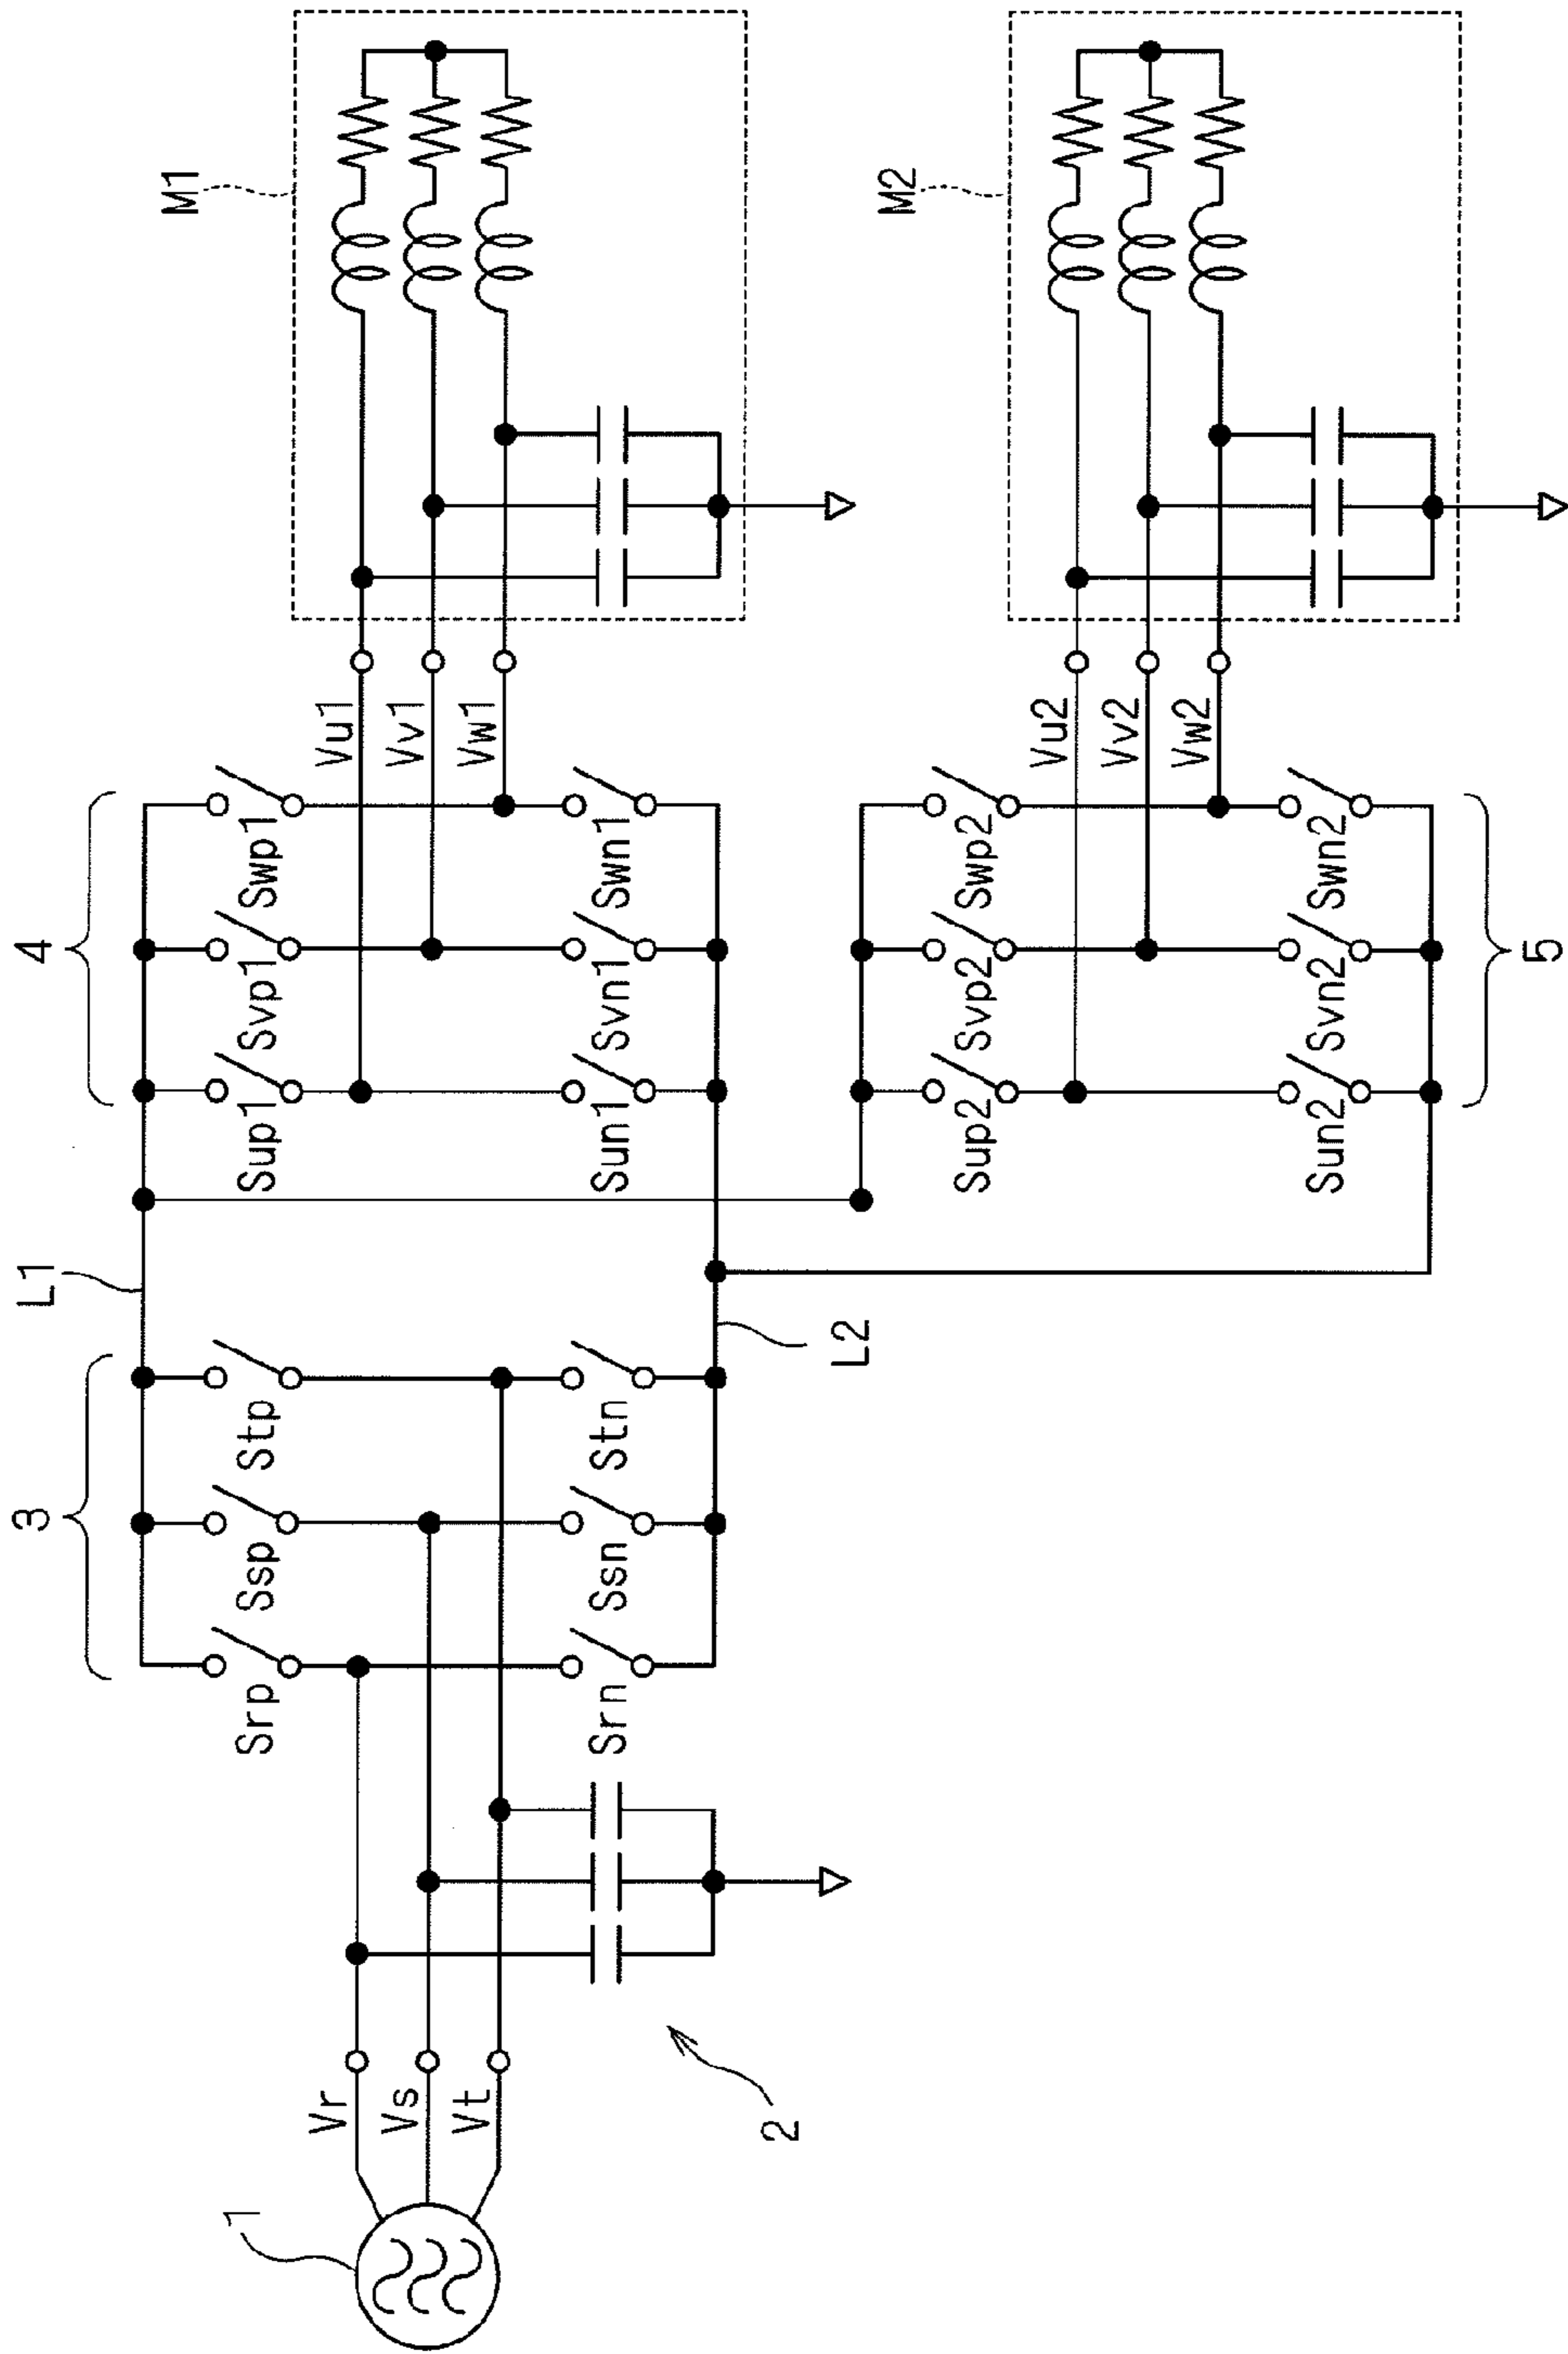 1
Vr
Vs
Vt
2
3
Srp
Ssp
Stp
Srn
Ssn
Stn
L1
L2
4
Sup1
Svp1
Swp1
Sun1
Svn1
Swn1
Vu1
Vv1
Vw1
M1
Sup2
Svp2
Swp2
Sun2
Svn2
Swn2
5
Vu2
Vv2
Vw2
M2